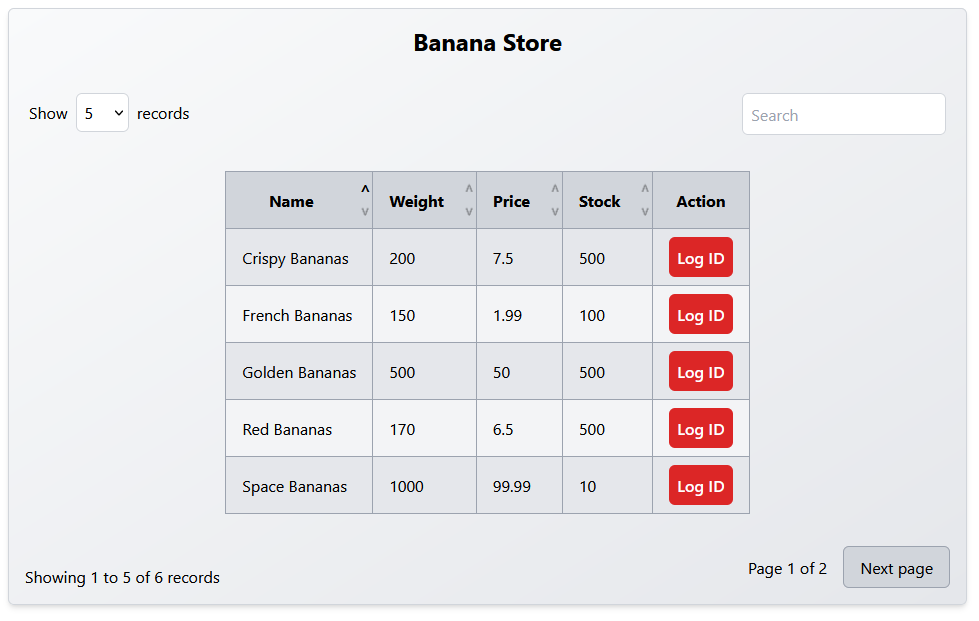 Banana Store
Show 5 records
Search
Name Weight Price Stock Action
Crispy Bananas 200 7.5 500 Log ID
French Bananas 150 1.99 100 Log ID
Golden Bananas 500 50 500 Log ID
Red Bananas 170 6.5 500 Log ID
Space Bananas 1000 99.99 10 Log ID
Showing 1 to 5 of 6 records
Page 1 of 2 Next page